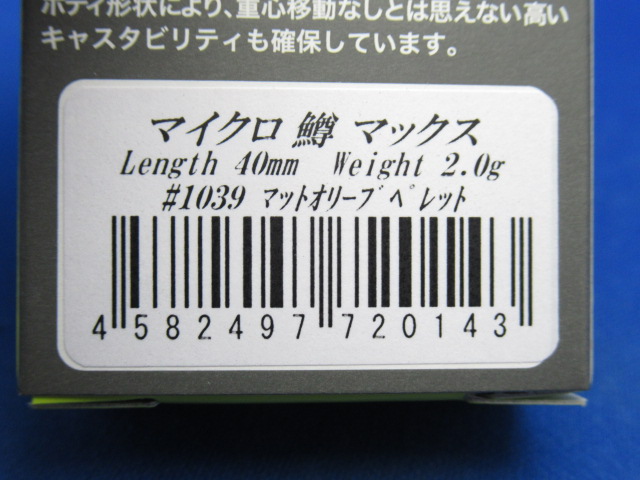 ボディ形状により、重心移動なしとは思えない高い
キャスタビリティも確保しています。
マイクロ 鱒 マックス
Length 40mm Weight 2.0g
#1039 マットオリーブペレット
4 582497 720143